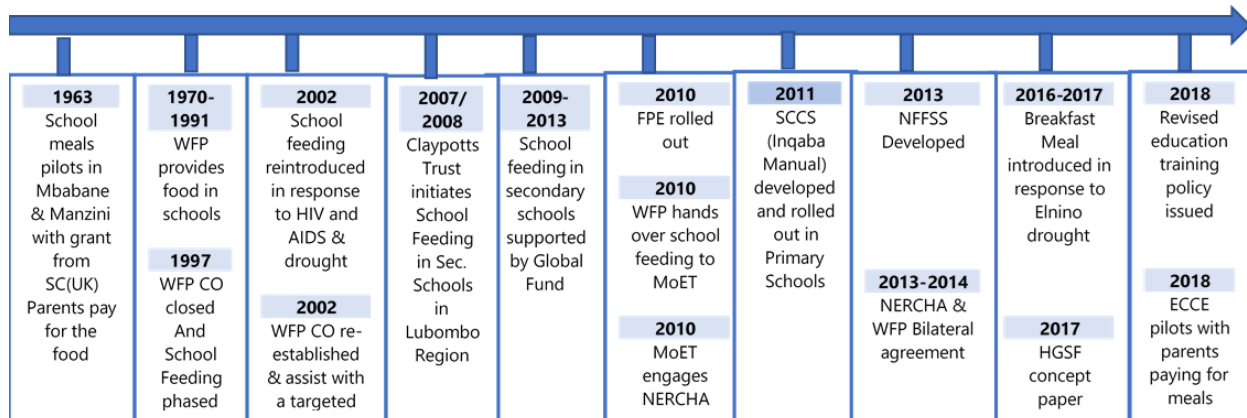 1963
School
meals
pilots in
Mbabane
& Manzini
with grant
from
SC(UK)
Parents pay
for the
food
1970-
1991
WFP
provides
food in
schools
1997
WFP CO
closed
And
School
Feeding
phased
2002
School
feeding
reintroduced
in response
to HIV and
AIDS &
drought
2002
WFP CO re-
established
& assist with
a targeted
2007/
2008
Claypotts
Trust
initiates
School
Feeding
in Sec.
Schools
in
Lubombo
Region
2009-
2013
School
feeding in
secondary
schools
supported
by Global
Fund
2010
FPE rolled
out
2010
WFP hands
over school
feeding to
MoET
2010
MoET
engages
NERCHA
2011
SCCS
(Inqaba
Manual)
developed
and rolled
out in
Primary
Schools
2013
NFFSS
Developed
2013-2014
NERCHA &
WFP Bilateral
agreement
2016-2017
Breakfast
Meal
introduced in
response to
Elnino
drought
2017
HGSF
concept
paper
2018
Revised
education
training
policy
issued
2018
ECCE
pilots with
parents
paying for
meals